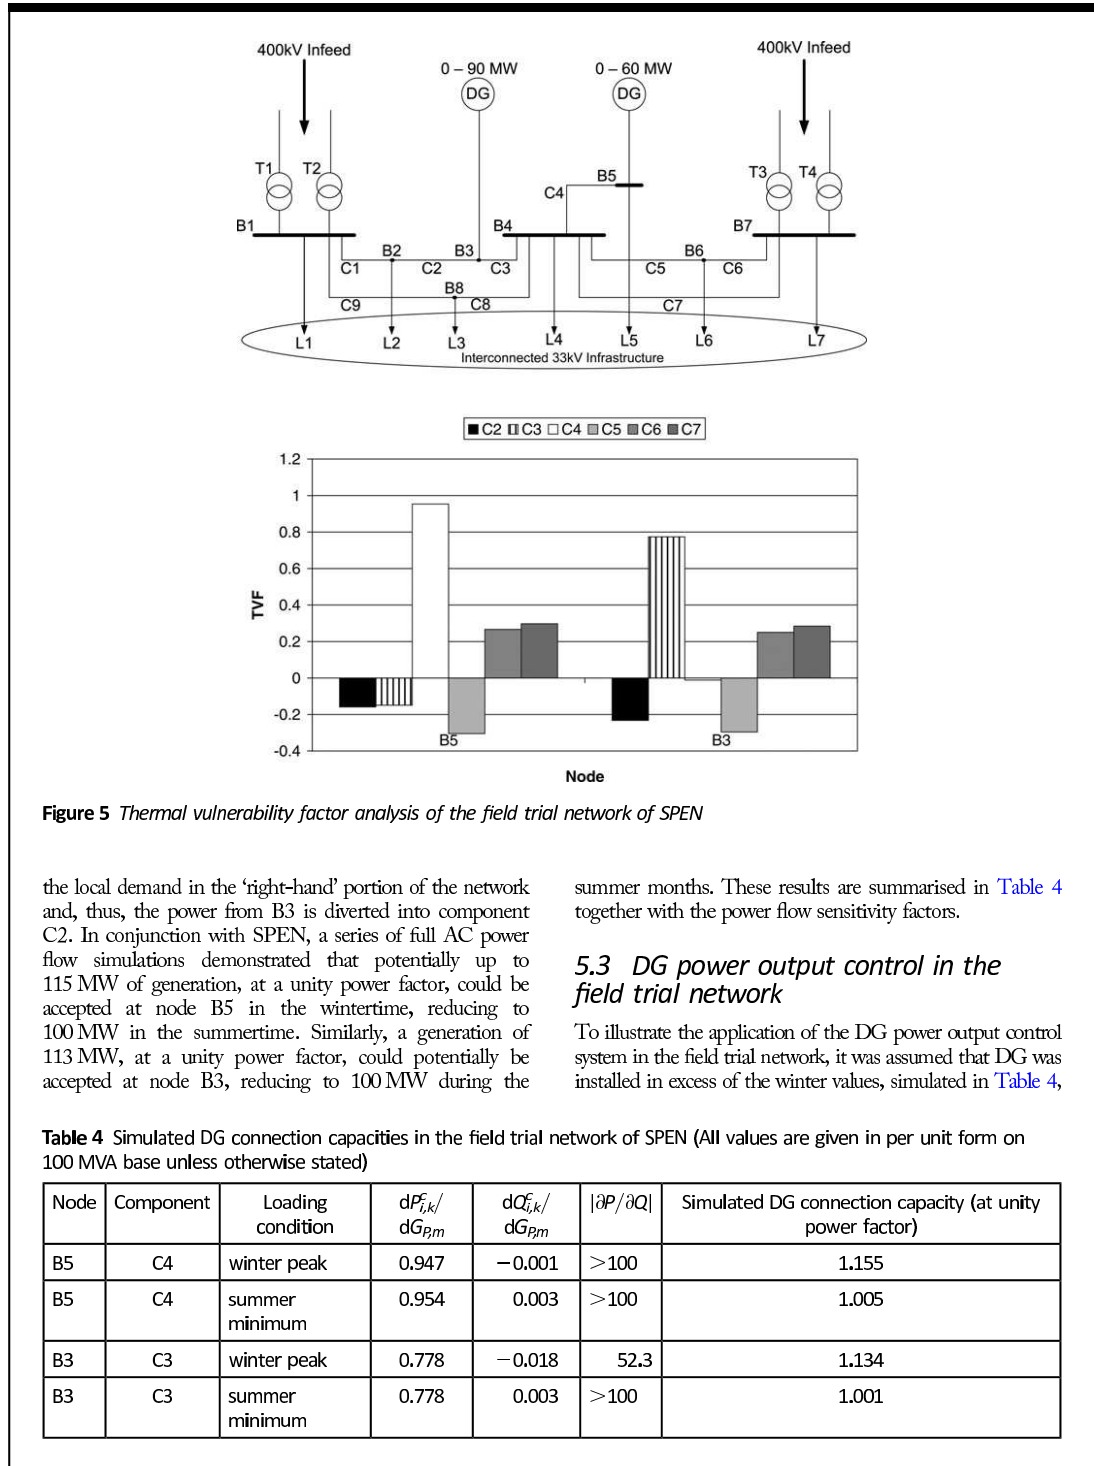 400kV Infeed
400kV Infeed
0 – 90 MW
0 – 60 MW
DG
DG
T1
T2
T3
T4
B5
C4
B1
B4
B7
B2
B3
B6
C1
C2
C3
C5
C6
B8
C9
C8
C7
L1
L2
L3
L4
L5
L6
L7
Interconnected 33kV Infrastructure
C2 C3 C4 C5 C6 C7
1.2
1
0.8
0.6
0.4
0.2
0
-0.2
-0.4
TVF
B5
B3
Node
Figure 5 Thermal vulnerability factor analysis of the field trial network of SPEN
the local demand in the ‘right-hand’ portion of the network
and, thus, the power from B3 is diverted into component
C2. In conjunction with SPEN, a series of full AC power
flow simulations demonstrated that potentially up to
115 MW of generation, at a unity power factor, could be
accepted at node B5 in the wintertime, reducing to
100 MW in the summertime. Similarly, a generation of
113 MW, at a unity power factor, could potentially be
accepted at node B3, reducing to 100 MW during the
summer months. These results are summarised in Table 4
together with the power flow sensitivity factors.
5.3 DG power output control in the
field trial network
To illustrate the application of the DG power output control
system in the field trial network, it was assumed that DG was
installed in excess of the winter values, simulated in Table 4,
Table 4 Simulated DG connection capacities in the field trial network of SPEN (All values are given in per unit form on
100 MVA base unless otherwise stated)
Node Component Loading condition dP^c_{i,k}/dG_{P,m} dQ^c_{i,k}/dG_{P,m} |∂P/∂Q| Simulated DG connection capacity (at unity power factor)
B5 C4 winter peak 0.947 −0.001 >100 1.155
B5 C4 summer minimum 0.954 0.003 >100 1.005
B3 C3 winter peak 0.778 −0.018 52.3 1.134
B3 C3 summer minimum 0.778 0.003 >100 1.001